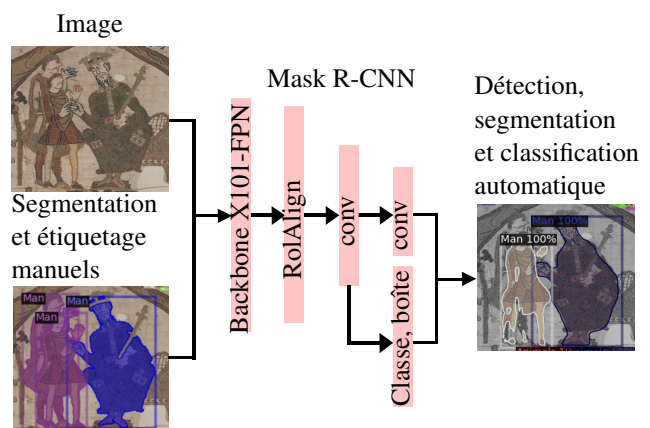 Image
Mask R-CNN
Segmentation
et étiquetage
manuels
Man
Man
Man
Backbone X101-FPN
RoIAlign
conv
conv
Classe, boîte
Détection,
segmentation
et classification
automatique
Man 100%
Man 100%